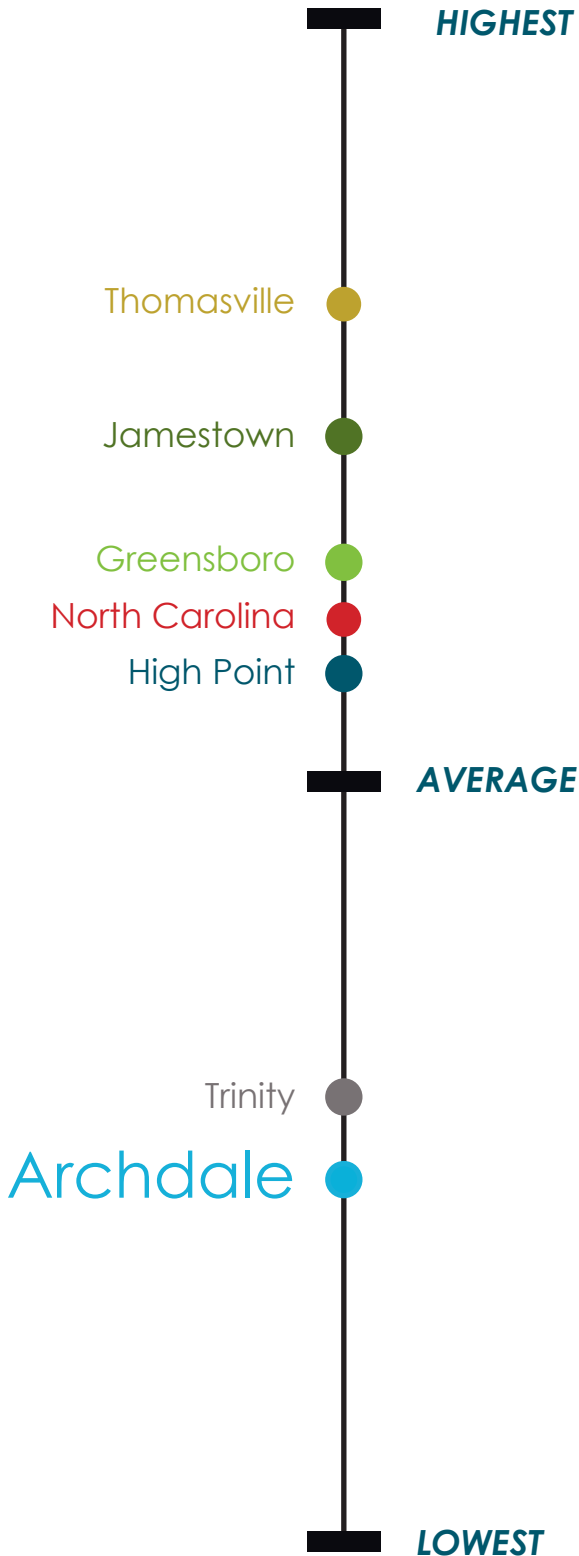 HIGHEST
Thomasville
Jamestown
Greensboro
North Carolina
High Point
AVERAGE
Trinity
Archdale
LOWEST